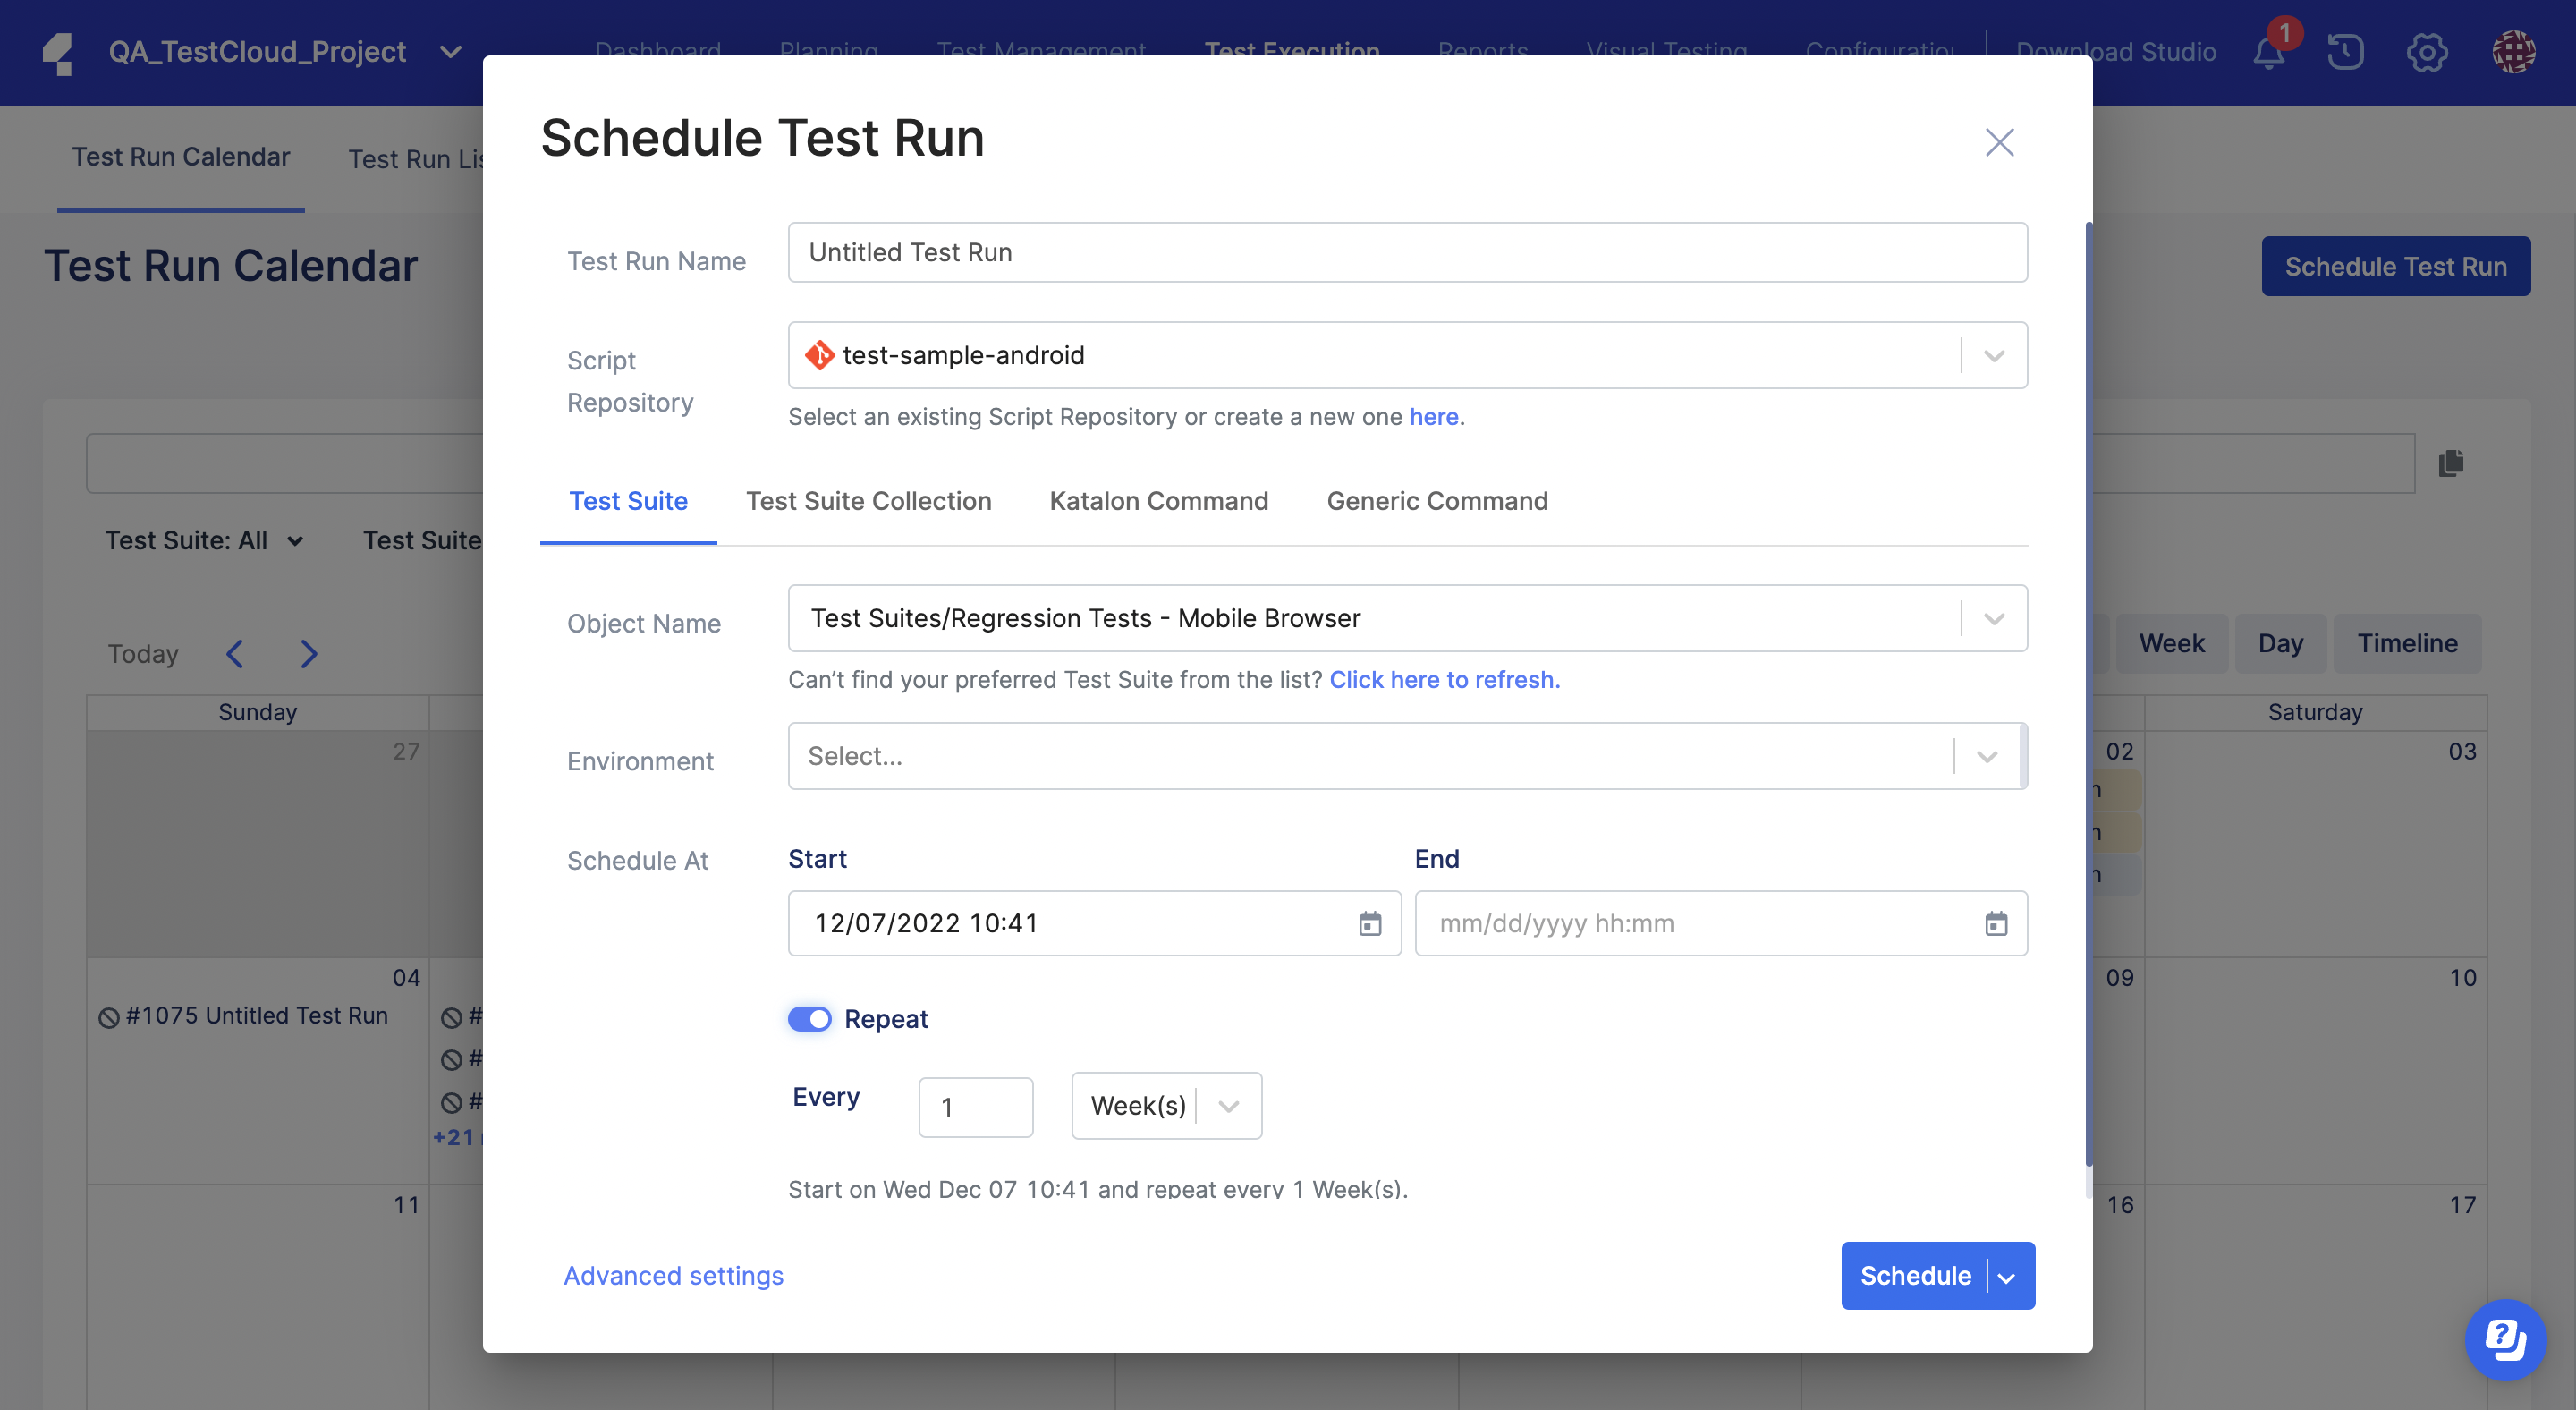 QA_TestCloud_Project
Dashboard Planning Test Management Test Execution Reports Visual Testing Configuration Download Studio 1
Test Run Calendar Test Run Lis
Test Run Calendar
Schedule Test Run
Test Suite: All Test Suite
Today
Week Day Timeline
Sunday Saturday
27 02 03
n
n
n
04 09 10
#1075 Untitled Test Run
#
#
#
+21
11 16 17
Schedule Test Run
Test Run Name Untitled Test Run
Script Repository test-sample-android
Select an existing Script Repository or create a new one here.
Test Suite Test Suite Collection Katalon Command Generic Command
Object Name Test Suites/Regression Tests - Mobile Browser
Can’t find your preferred Test Suite from the list? Click here to refresh.
Environment Select...
Schedule At Start End
12/07/2022 10:41 mm/dd/yyyy hh:mm
Repeat
Every 1 Week(s)
Start on Wed Dec 07 10:41 and repeat every 1 Week(s).
Advanced settings Schedule
?